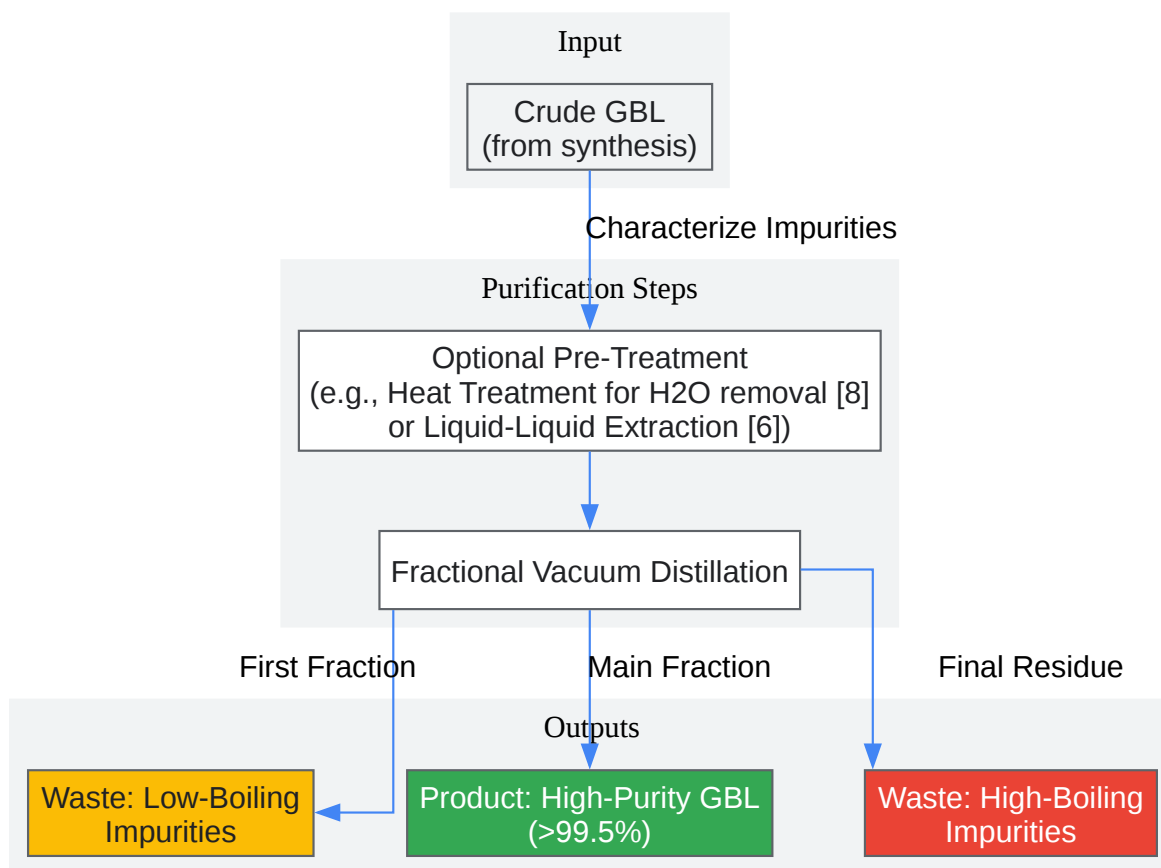 Input
Crude GBL
(from synthesis)
Characterize Impurities
Purification Steps
Optional Pre-Treatment
(e.g., Heat Treatment for H2O removal [8]
or Liquid-Liquid Extraction [6])
Fractional Vacuum Distillation
First Fraction
Main Fraction
Final Residue
Outputs
Waste: Low-Boiling
Impurities
Product: High-Purity GBL
(>99.5%)
Waste: High-Boiling
Impurities